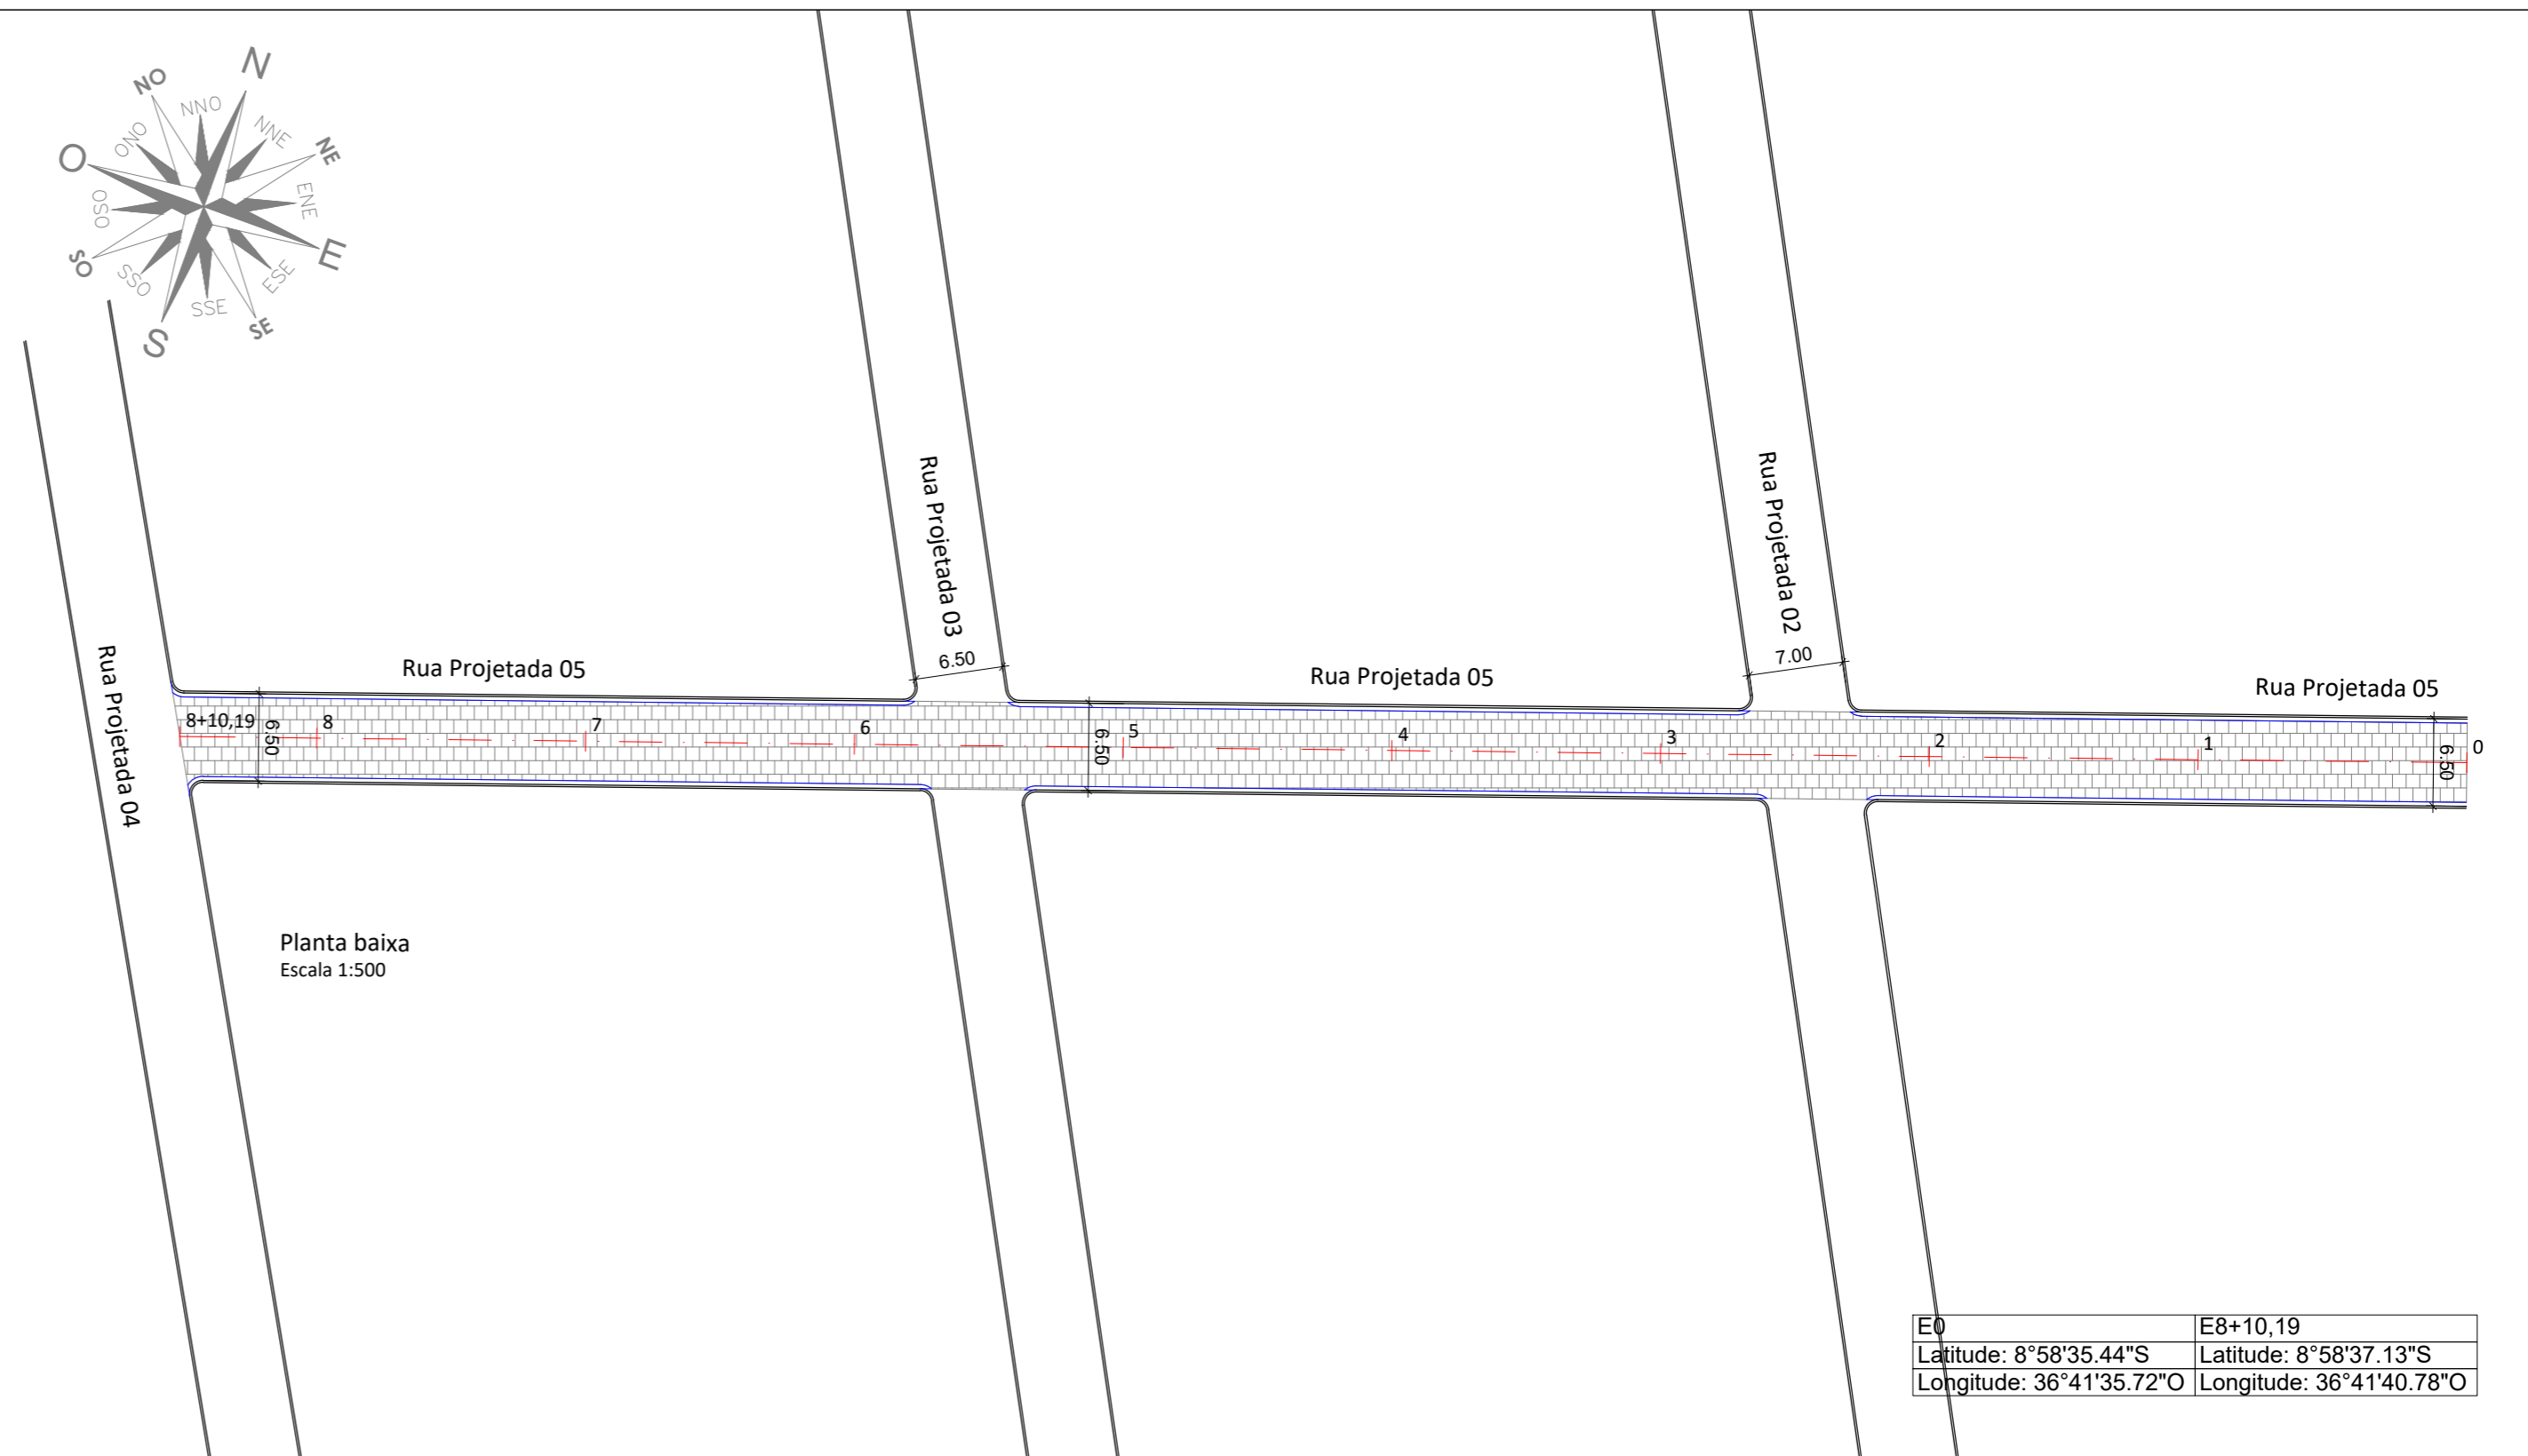 N
NO
NNO
NNE
NE
ONO
O
ENE
OSO
E
SO
SSO
ESE
SSE
SE
S
Rua Projetada 03
Rua Projetada 02
Rua Projetada 04
Rua Projetada 05
6.50
Rua Projetada 05
7.00
Rua Projetada 05
8+10,19
6.50
8
7
6
6.50
5
4
3
2
1
6.50
0
Planta baixa
Escala 1:500
E0
E8+10,19
Latitude: 8°58'35.44"S
Latitude: 8°58'37.13"S
Longitude: 36°41'35.72"O
Longitude: 36°41'40.78"O